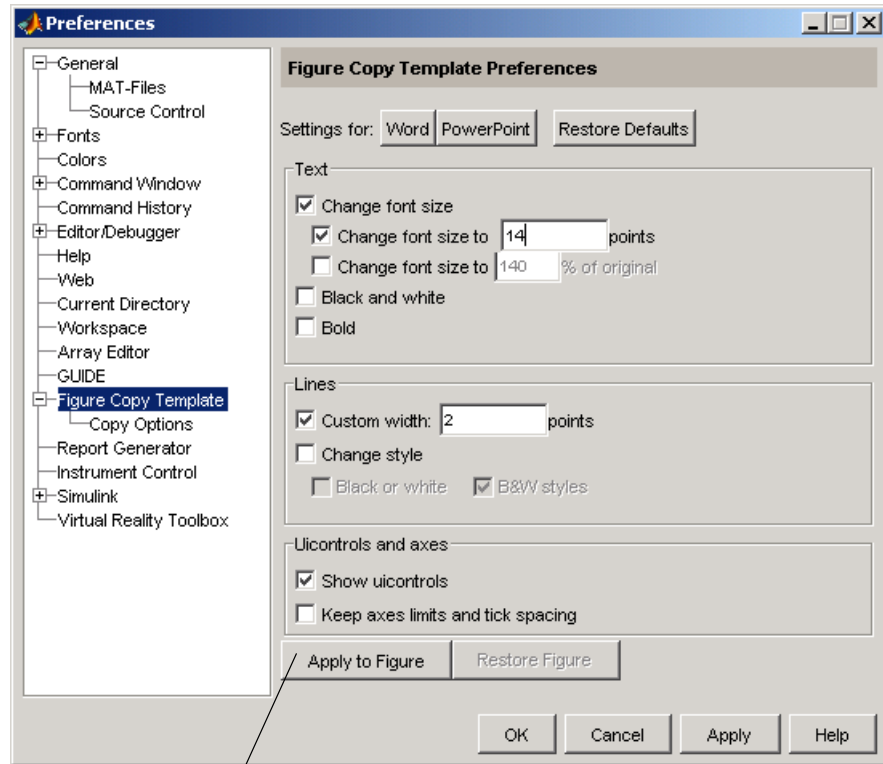 Preferences
General
MAT-Files
Source Control
Fonts
Colors
Command Window
Command History
Editor/Debugger
Help
Web
Current Directory
Workspace
Array Editor
GUIDE
Figure Copy Template
Copy Options
Report Generator
Instrument Control
Simulink
Virtual Reality Toolbox
Figure Copy Template Preferences
Settings for: Word PowerPoint Restore Defaults
Text
Change font size
Change font size to 14 points
Change font size to 140 % of original
Black and white
Bold
Lines
Custom width: 2 points
Change style
Black or white B&W styles
Uicontrols and axes
Show uicontrols
Keep axes limits and tick spacing
Apply to Figure Restore Figure
OK Cancel Apply Help